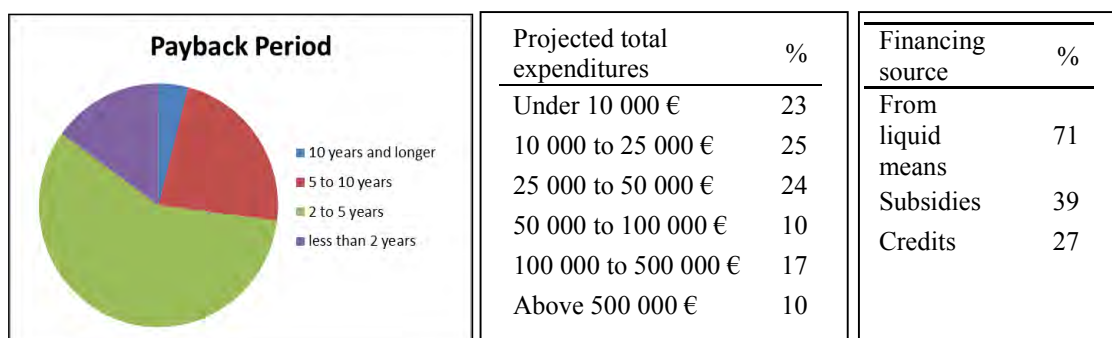 Payback Period
10 years and longer
5 to 10 years
2 to 5 years
less than 2 years
Projected total
expenditures %
Under 10 000 € 23
10 000 to 25 000 € 25
25 000 to 50 000 € 24
50 000 to 100 000 € 10
100 000 to 500 000 € 17
Above 500 000 € 10
Financing
source %
From
liquid 71
means
Subsidies 39
Credits 27